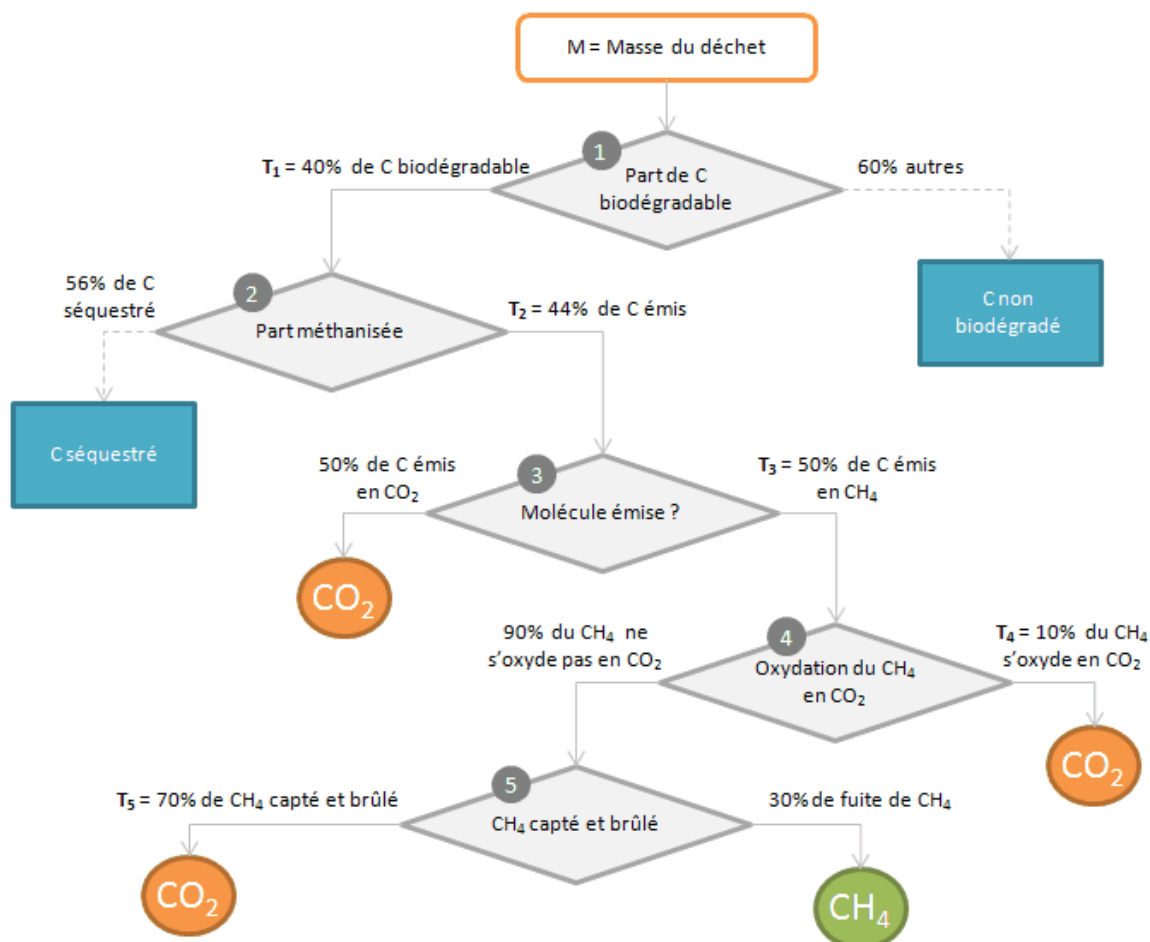 M = Masse du déchet
1
T₁ = 40% de C biodégradable
60% autres
Part de C
biodégradable
56% de C
séquestré
2
T₂ = 44% de C émis
Part méthanisée
C non
biodégradé
C séquestré
50% de C émis
en CO₂
3
T₃ = 50% de C émis
en CH₄
Molécule émise ?
CO₂
90% du CH₄ ne
s’oxyde pas en CO₂
4
T₄ = 10% du CH₄
s’oxyde en CO₂
Oxydation du CH₄
en CO₂
CO₂
5
T₅ = 70% de CH₄ capté et brûlé
30% de fuite de CH₄
CH₄ capté et brûlé
CO₂
CH₄